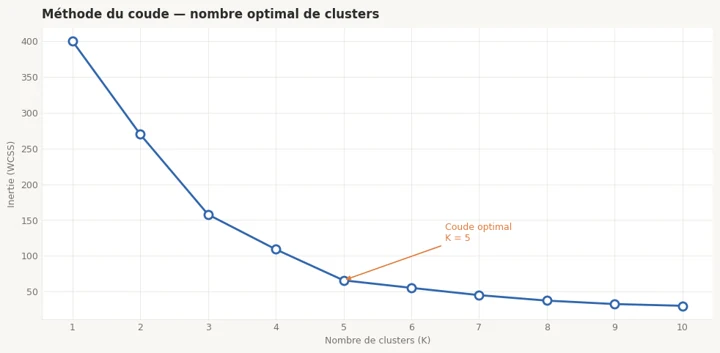 Méthode du coude — nombre optimal de clusters
400
350
300
250
200
150
100
50
Inertie (WCSS)
Coude optimal
K = 5
1 2 3 4 5 6 7 8 9 10
Nombre de clusters (K)